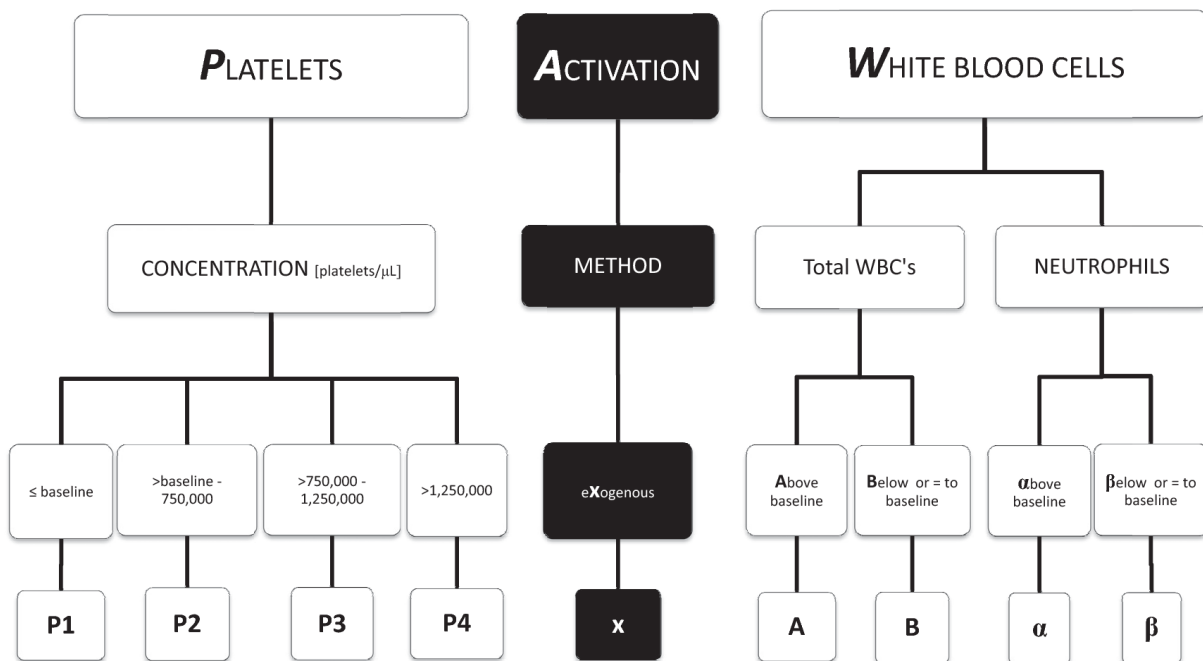 PLATELETS
ACTIVATION
WHITE BLOOD CELLS
CONCENTRATION [platelets/µL]
METHOD
Total WBC's
NEUTROPHILS
≤ baseline
>baseline -
750,000
>750,000 -
1,250,000
>1,250,000
eXogenous
Above
baseline
Below or = to
baseline
αbove
baseline
βelow or = to
baseline
P1
P2
P3
P4
x
A
B
α
β